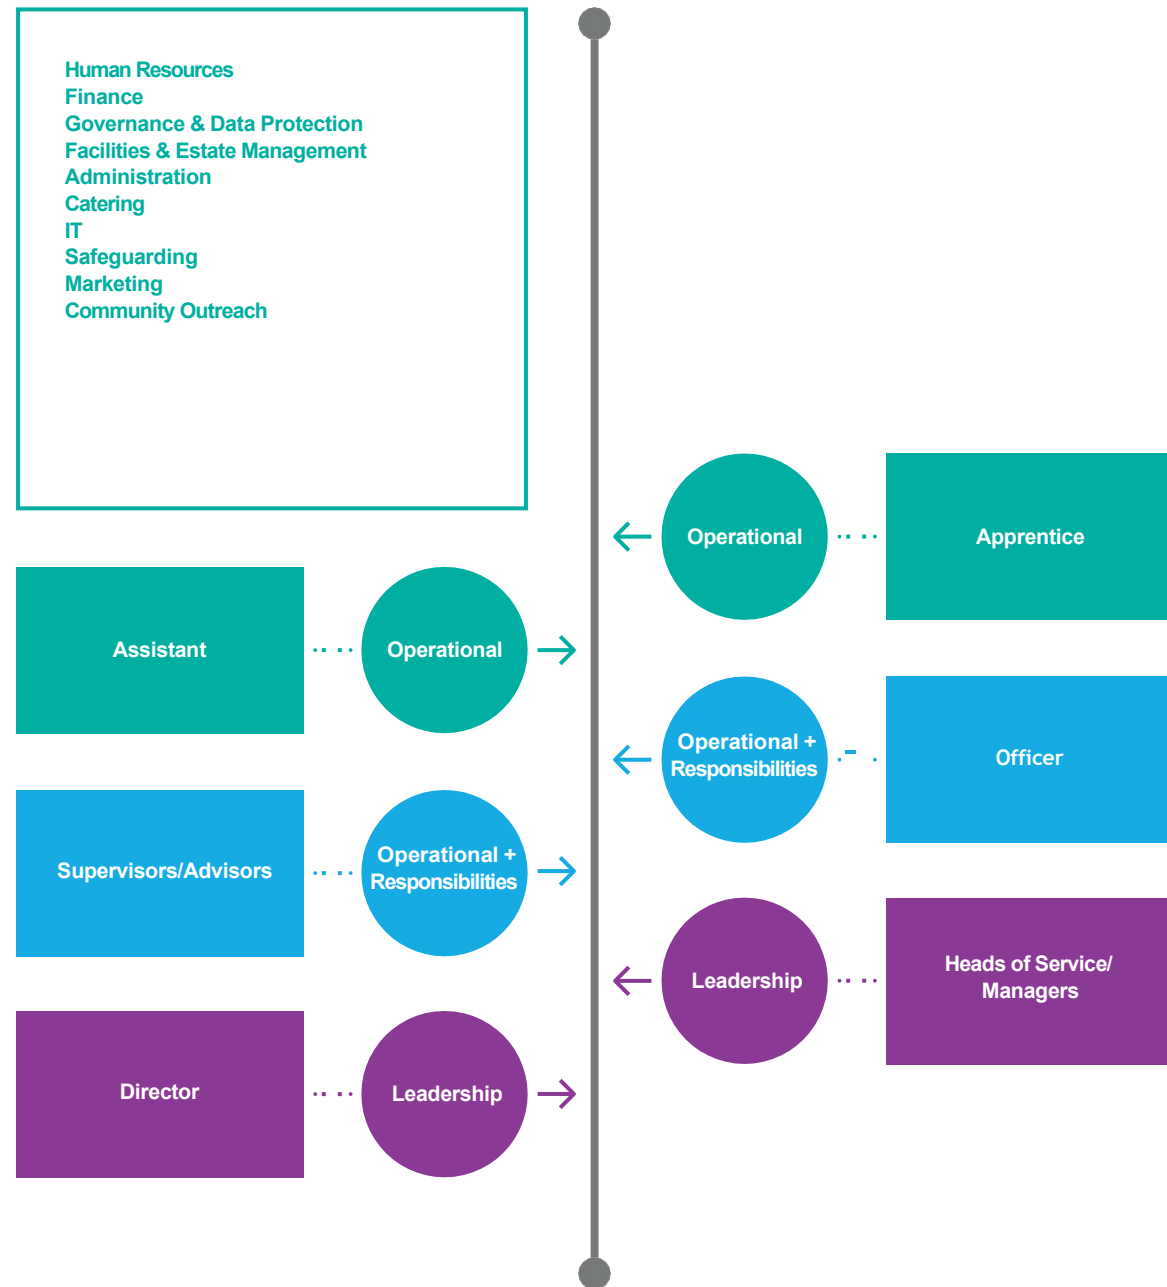 Human Resources
Finance
Governance & Data Protection
Facilities & Estate Management
Administration
Catering
IT
Safeguarding
Marketing
Community Outreach
Operational
Apprentice
Assistant
Operational
Operational +
Responsibilities
Officer
Supervisors/Advisors
Operational +
Responsibilities
Leadership
Heads of Service/
Managers
Director
Leadership